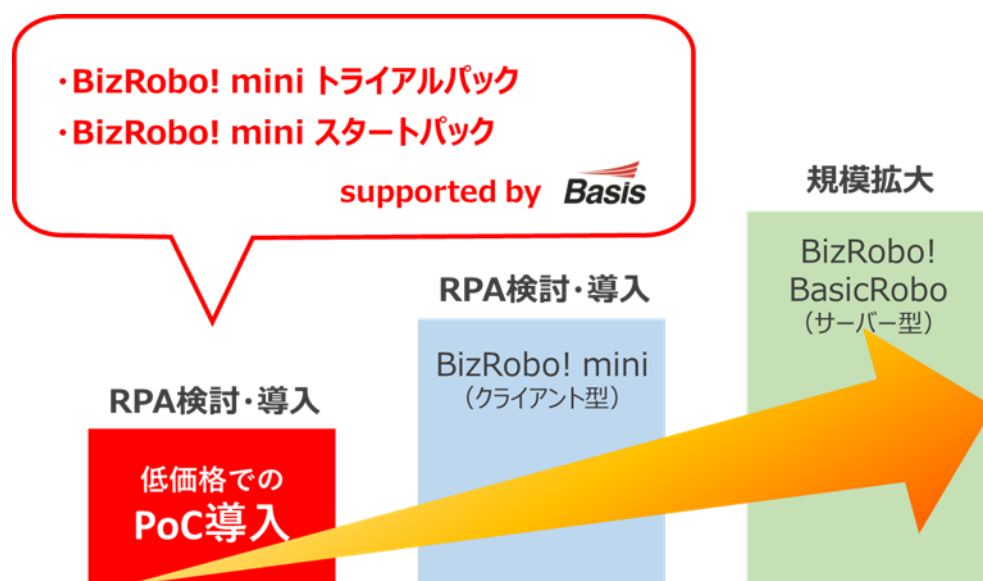 ・BizRobo! mini トライアルパック
・BizRobo! mini スタートパック
supported by Basis
規模拡大
BizRobo!
BasicRobo
（サーバー型）
RPA検討・導入
BizRobo! mini
（クライアント型）
RPA検討・導入
低価格での
PoC導入